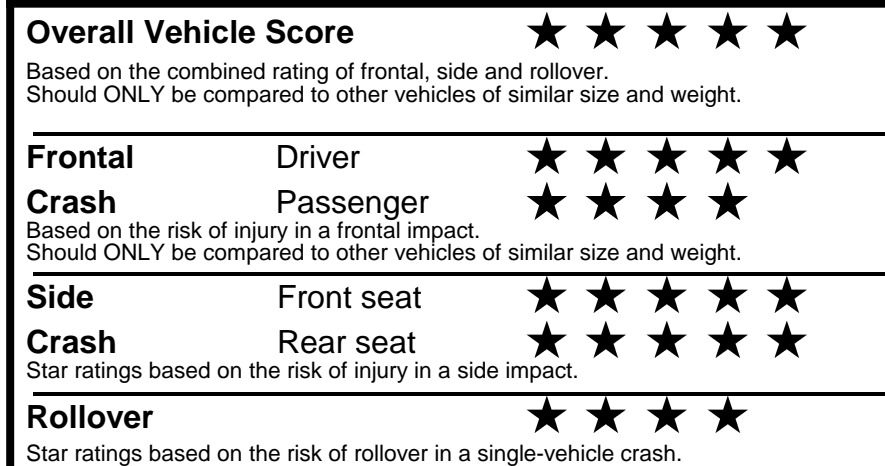 Overall Vehicle Score ★ ★ ★ ★ ★
Based on the combined rating of frontal, side and rollover.
Should ONLY be compared to other vehicles of similar size and weight.
Frontal Driver ★ ★ ★ ★ ★
Crash Passenger ★ ★ ★ ★
Based on the risk of injury in a frontal impact.
Should ONLY be compared to other vehicles of similar size and weight.
Side Front seat ★ ★ ★ ★ ★
Crash Rear seat ★ ★ ★ ★ ★
Star ratings based on the risk of injury in a side impact.
Rollover ★ ★ ★ ★
Star ratings based on the risk of rollover in a single-vehicle crash.